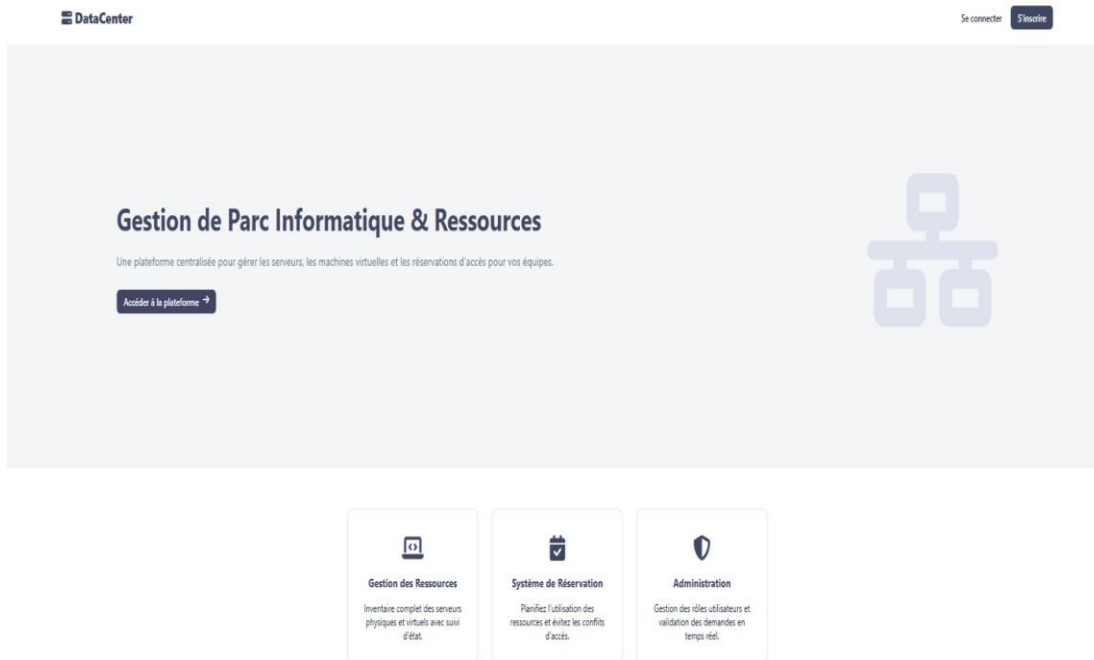 DataCenter
Se connecter
S'inscrire
Gestion de Parc Informatique & Ressources
Une plateforme centralisée pour gérer les serveurs, les machines virtuelles et les réservations d'accès pour vos équipes.
Accéder à la plateforme →
Gestion des Ressources
Inventaire complet des serveurs
physiques et virtuels avec suivi
d'état.
Système de Réservation
Planifiez l'utilisation des
ressources et évitez les conflits
d'accès.
Administration
Gestion des rôles utilisateurs et
validation des demandes en
temps réel.